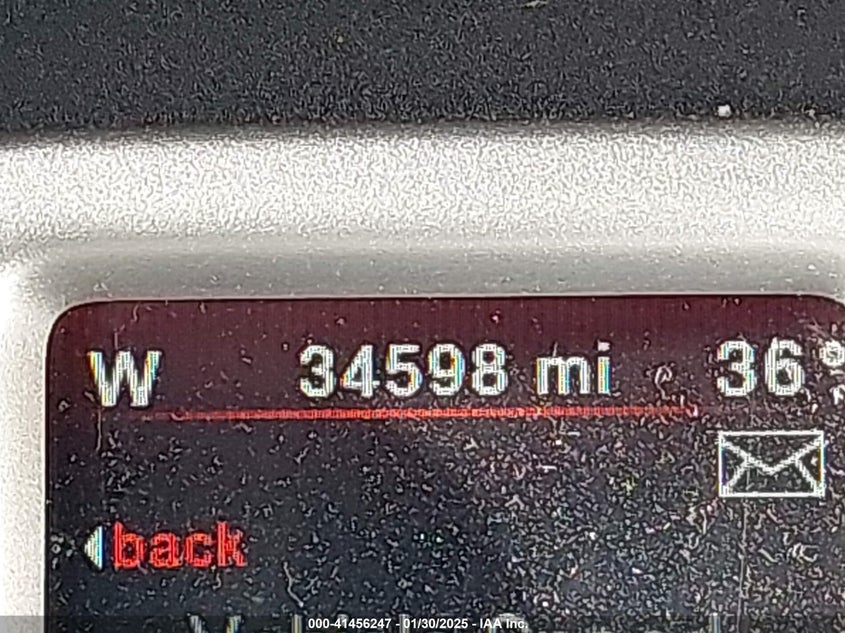 W 34598 mi 36°
back
000-41456247 - 01/30/2025 - IAA Inc.